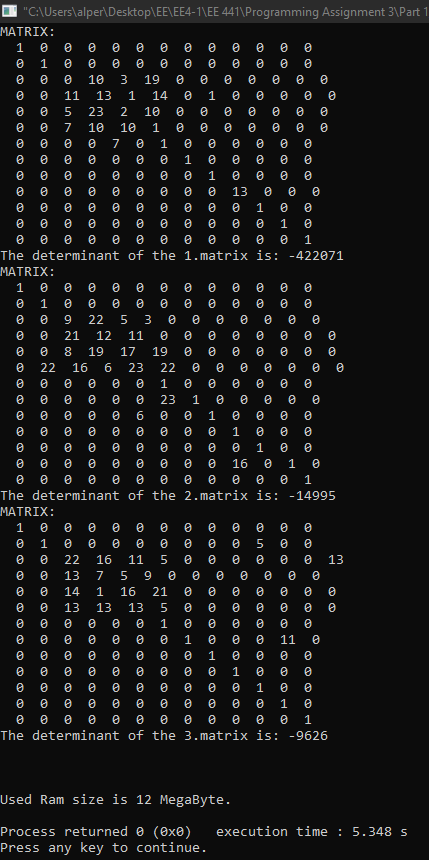 "C:\Users\alper\Desktop\EE\EE4-1\EE 441\Programming Assignment 3\Part 1
MATRIX:
1 0 0 0 0 0 0 0 0 0 0 0 0
0 1 0 0 0 0 0 0 0 0 0 0 0
0 0 0 10 3 19 0 0 0 0 0 0 0
0 0 11 13 1 14 0 1 0 0 0 0 0
0 0 5 23 2 10 0 0 0 0 0 0 0
0 0 7 10 10 1 0 0 0 0 0 0 0
0 0 0 0 7 0 1 0 0 0 0 0 0
0 0 0 0 0 0 0 1 0 0 0 0 0
0 0 0 0 0 0 0 0 1 0 0 0 0
0 0 0 0 0 0 0 0 0 13 0 0 0
0 0 0 0 0 0 0 0 0 0 1 0 0
0 0 0 0 0 0 0 0 0 0 0 1 0
0 0 0 0 0 0 0 0 0 0 0 0 1
The determinant of the 1.matrix is: -422071
MATRIX:
1 0 0 0 0 0 0 0 0 0 0 0 0
0 1 0 0 0 0 0 0 0 0 0 0 0
0 0 9 22 5 3 0 0 0 0 0 0 0
0 0 21 12 11 0 0 0 0 0 0 0 0
0 0 8 19 17 19 0 0 0 0 0 0 0
0 22 16 6 23 22 0 0 0 0 0 0 0
0 0 0 0 0 0 1 0 0 0 0 0 0
0 0 0 0 0 0 23 1 0 0 0 0 0
0 0 0 0 0 6 0 0 1 0 0 0 0
0 0 0 0 0 0 0 0 0 1 0 0 0
0 0 0 0 0 0 0 0 0 0 1 0 0
0 0 0 0 0 0 0 0 0 16 0 1 0
0 0 0 0 0 0 0 0 0 0 0 0 1
The determinant of the 2.matrix is: -14995
MATRIX:
1 0 0 0 0 0 0 0 0 0 0 0 0
0 1 0 0 0 0 0 0 0 0 5 0 0
0 0 22 16 11 5 0 0 0 0 0 0 13
0 0 13 7 5 9 0 0 0 0 0 0 0
0 0 14 1 16 21 0 0 0 0 0 0 0
0 0 13 13 13 5 0 0 0 0 0 0 0
0 0 0 0 0 0 1 0 0 0 0 0 0
0 0 0 0 0 0 0 1 0 0 0 11 0
0 0 0 0 0 0 0 0 1 0 0 0 0
0 0 0 0 0 0 0 0 0 1 0 0 0
0 0 0 0 0 0 0 0 0 0 1 0 0
0 0 0 0 0 0 0 0 0 0 0 1 0
0 0 0 0 0 0 0 0 0 0 0 0 1
The determinant of the 3.matrix is: -9626
Used Ram size is 12 MegaByte.
Process returned 0 (0x0)   execution time : 5.348 s
Press any key to continue.